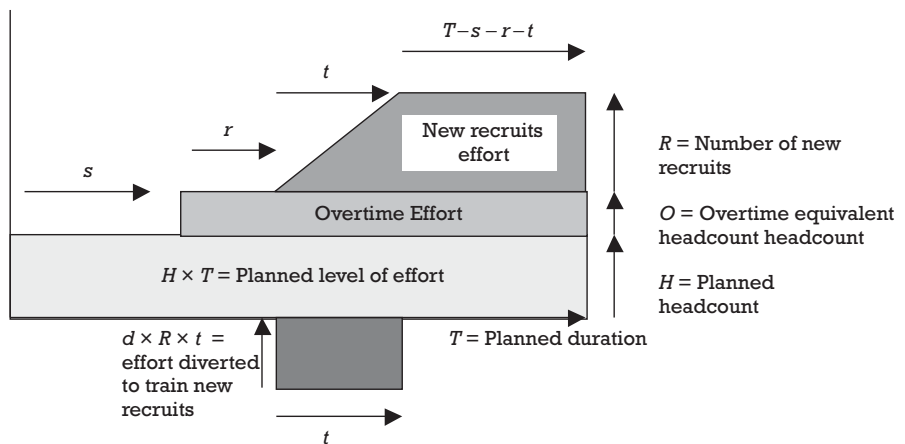 T–s–r–t
t
r
s
New recruits
effort
R = Number of new
recruits
Overtime Effort
O = Overtime equivalent
headcount headcount
H × T = Planned level of effort
H = Planned
headcount
d × R × t =
effort diverted
to train new
recruits
T = Planned duration
t